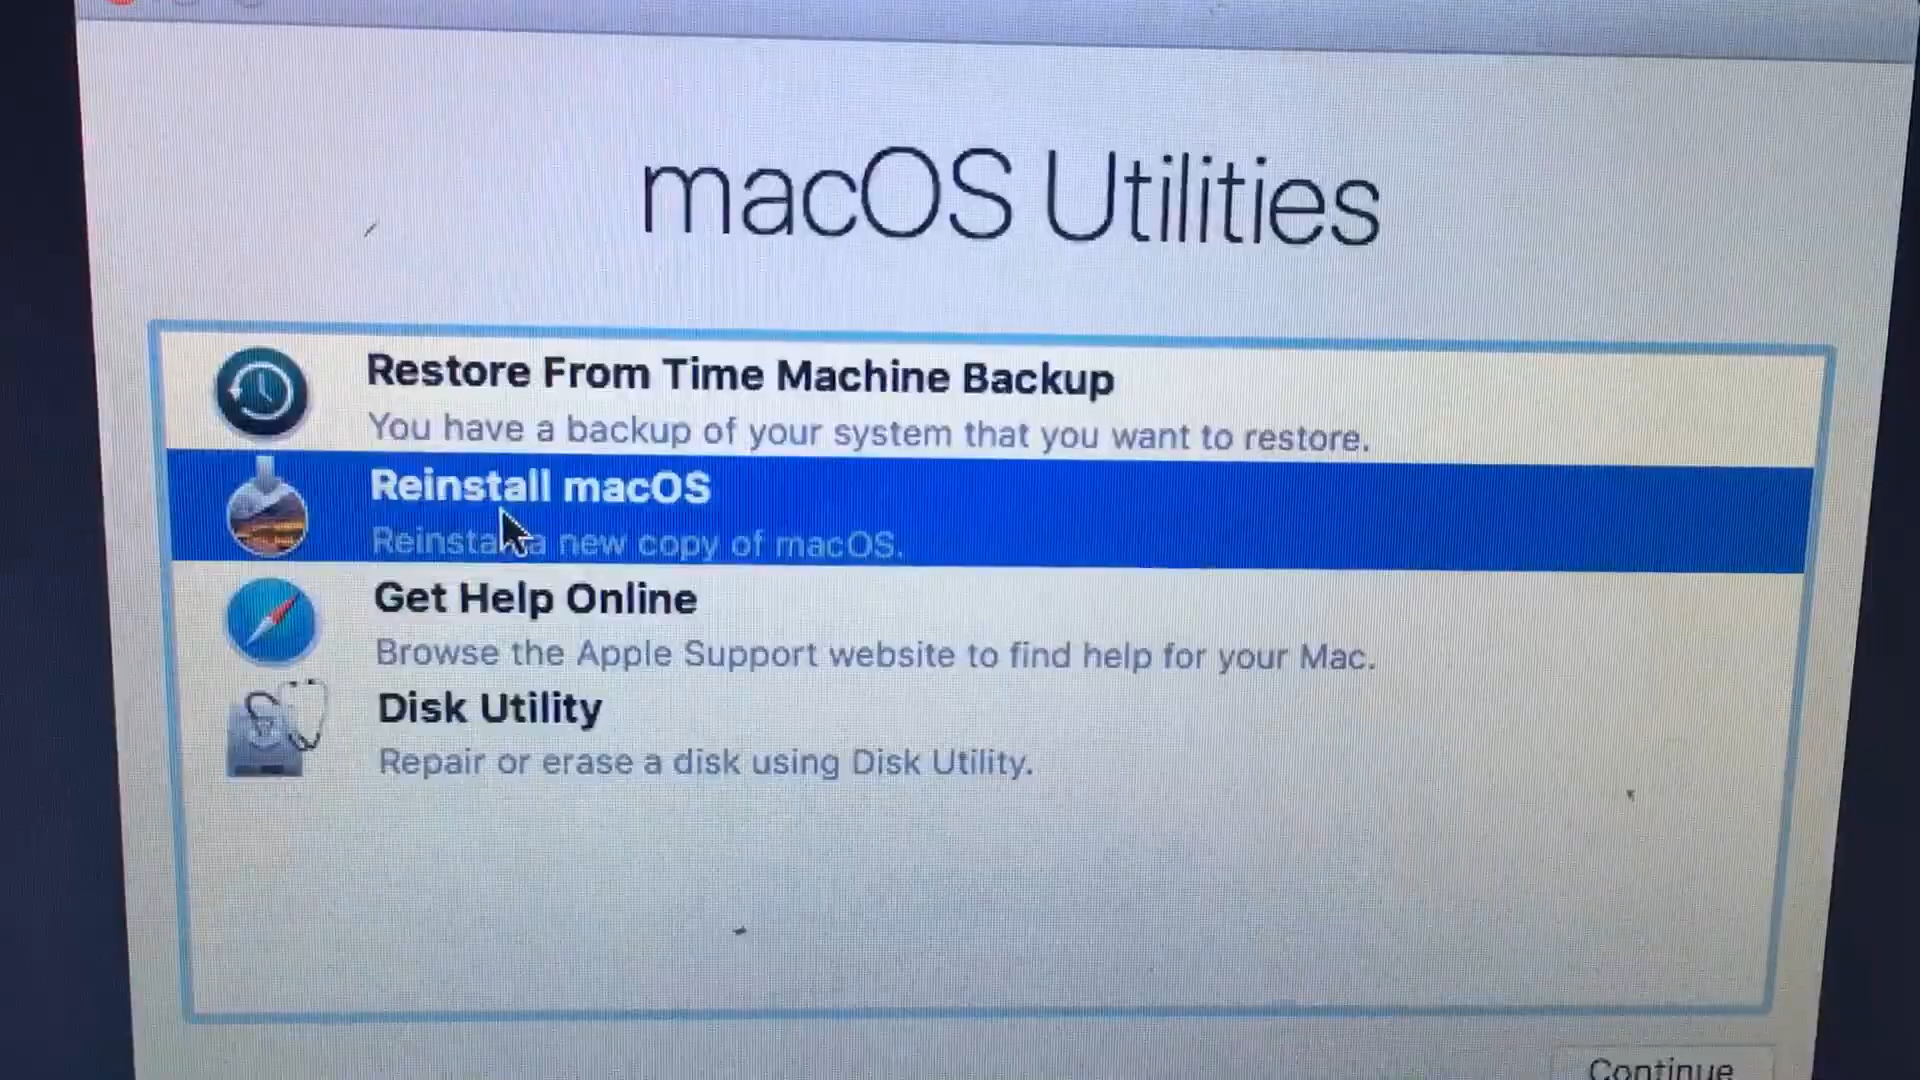 macOS Utilities
Restore From Time Machine Backup
You have a backup of your system that you want to restore.
Reinstall macOS
Reinstall a new copy of macOS.
Get Help Online
Browse the Apple Support website to find help for your Mac.
Disk Utility
Repair or erase a disk using Disk Utility.
Continue